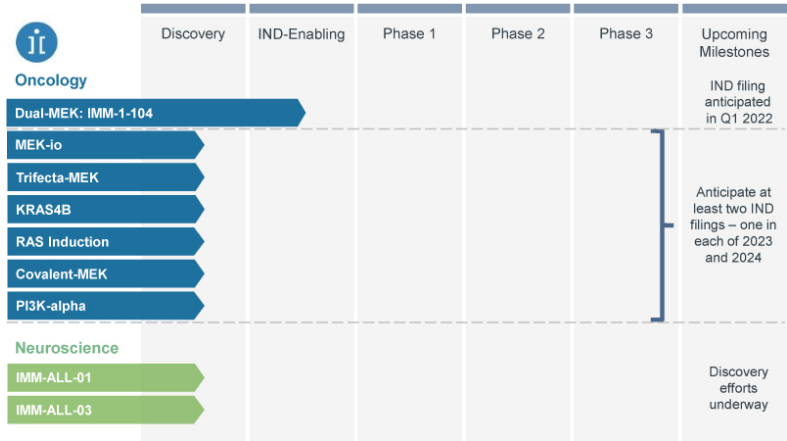 Discovery
IND-Enabling
Phase 1
Phase 2
Phase 3
Upcoming
Milestones
Oncology
Dual-MEK: IMM-1-104
IND filing
anticipated
in Q1 2022
MEK-io
Trifecta-MEK
KRAS4B
RAS Induction
Covalent-MEK
PI3K-alpha
Anticipate at
least two IND
filings – one in
each of 2023
and 2024
Neuroscience
IMM-ALL-01
IMM-ALL-03
Discovery
efforts
underway